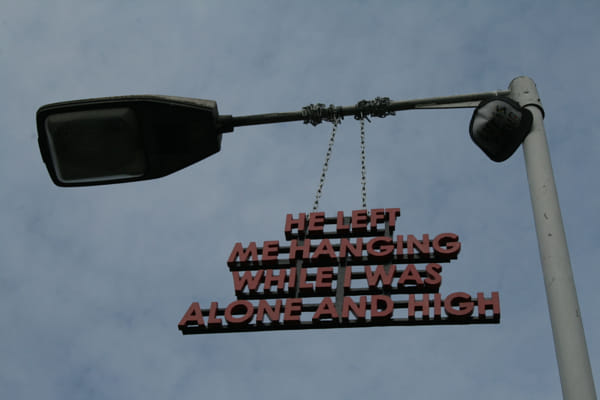 HE LEFT
ME HANGING
WHILE I WAS
ALONE AND HIGH